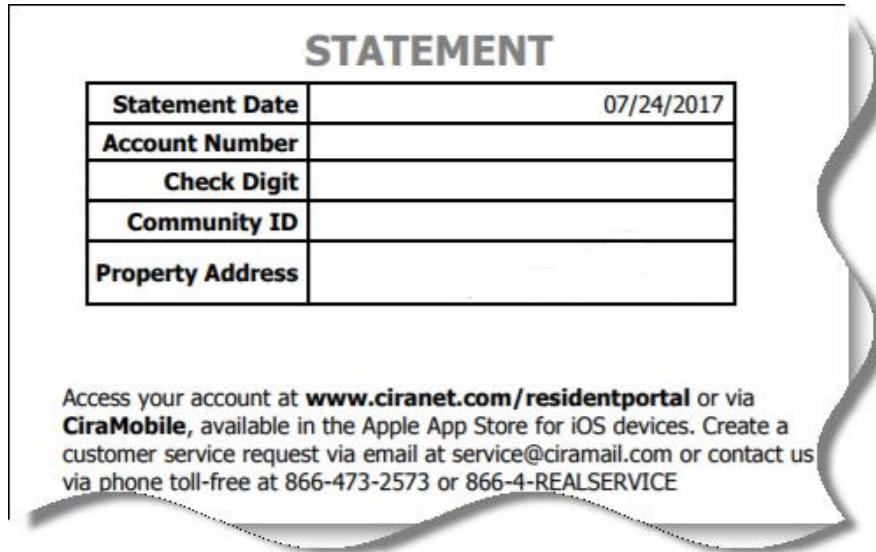 STATEMENT
Statement Date 07/24/2017
Account Number
Check Digit
Community ID
Property Address
Access your account at www.ciranet.com/residentportal or via
CiraMobile, available in the Apple App Store for iOS devices. Create a
customer service request via email at service@ciramail.com or contact us
via phone toll-free at 866-473-2573 or 866-4-REALSERVICE